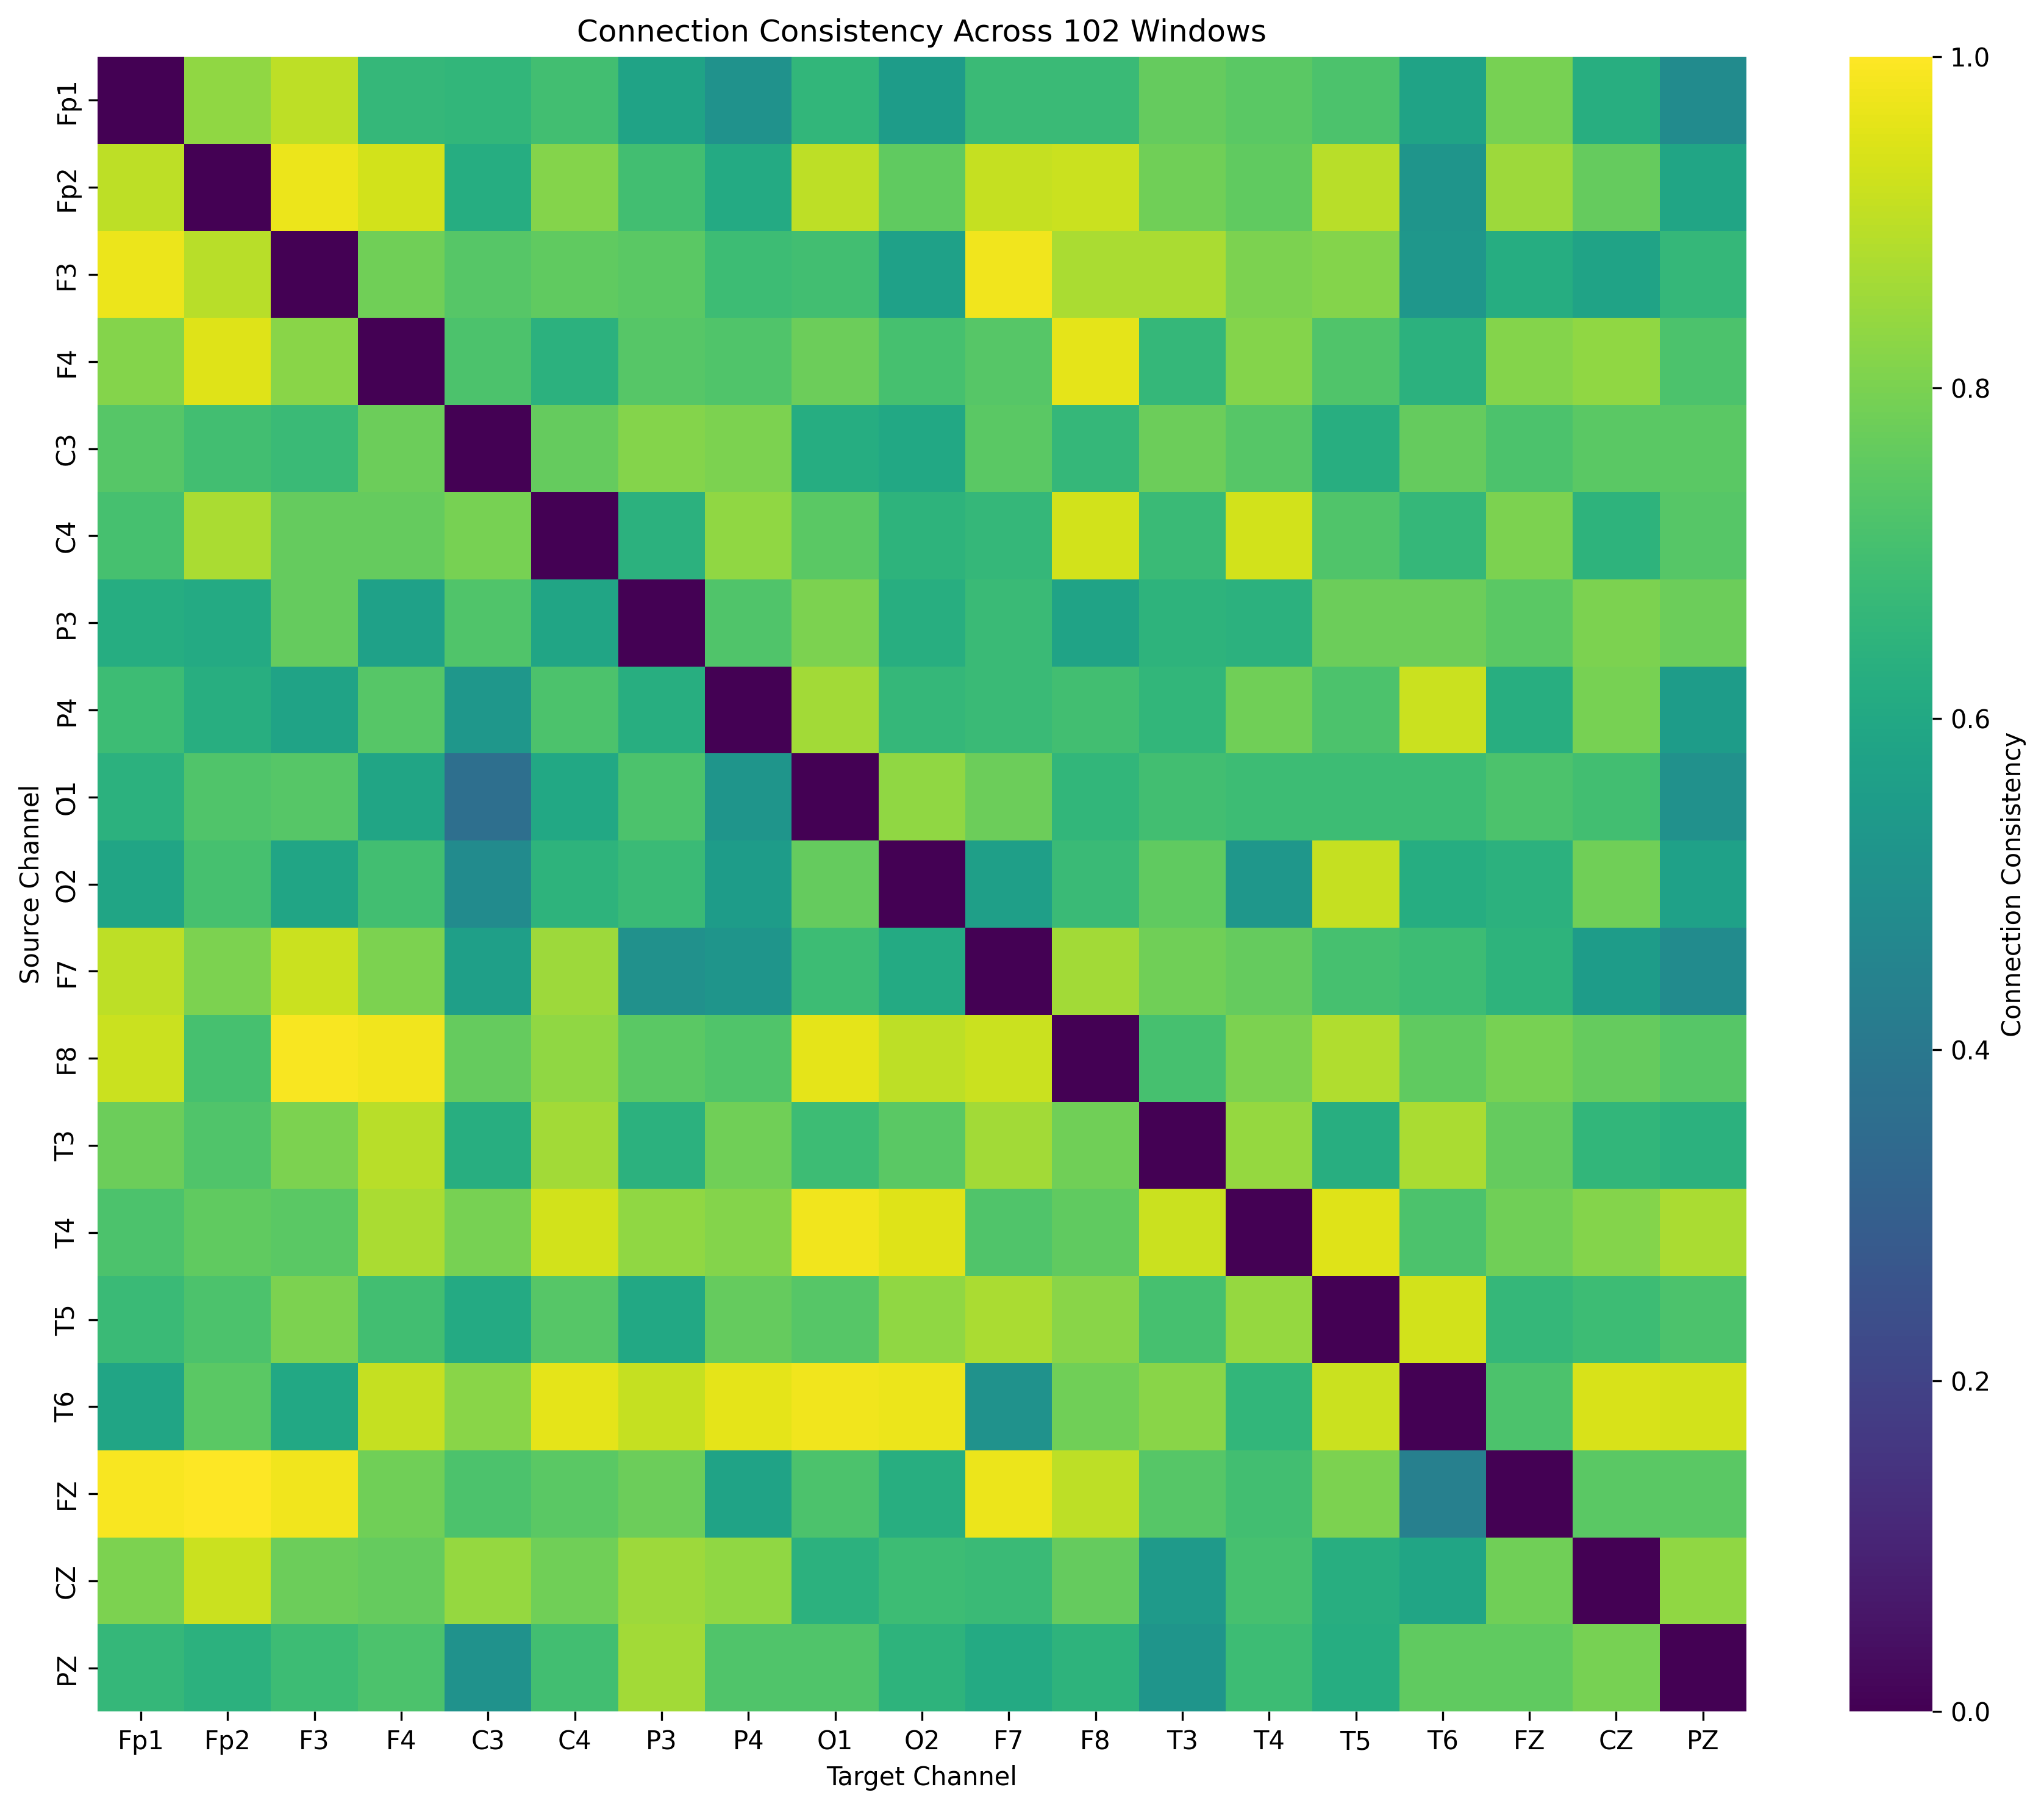 Connection Consistency Across 102 Windows
Source Channel
Fp1
Fp2
F3
F4
C3
C4
P3
P4
O1
O2
F7
F8
T3
T4
T5
T6
FZ
CZ
PZ
Fp1 Fp2 F3 F4 C3 C4 P3 P4 O1 O2 F7 F8 T3 T4 T5 T6 FZ CZ PZ
Target Channel
1.0
0.8
0.6
0.4
0.2
0.0
Connection Consistency